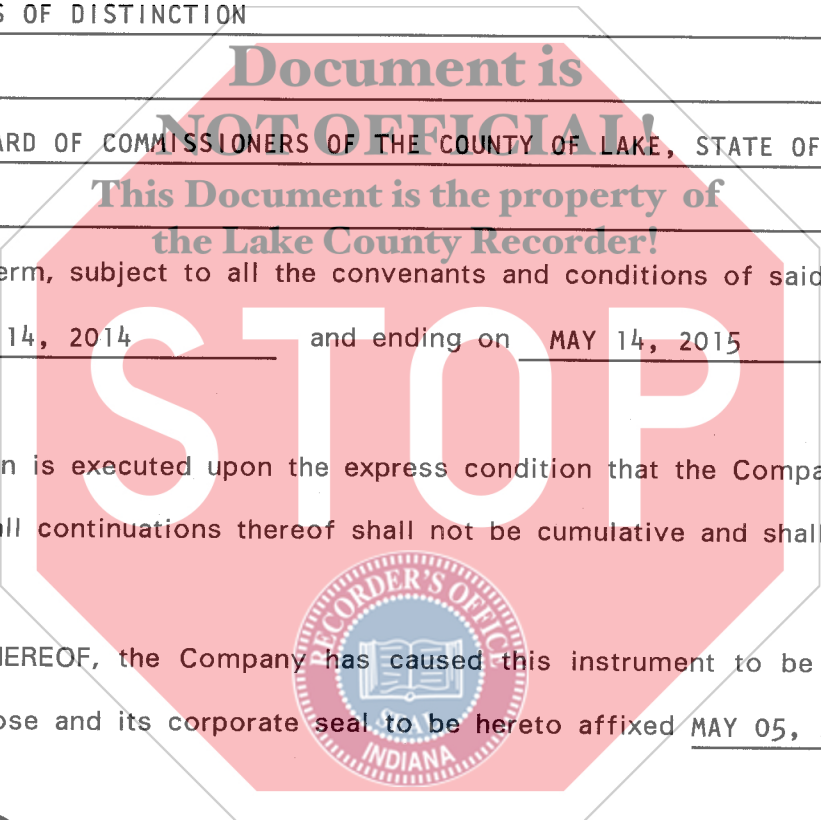 S OF DISTINCTION
Document is
NOT OFFICIAL!
ARD OF COMMISSIONERS OF THE COUNTY OF LAKE, STATE OF
This Document is the property of
the Lake County Recorder!
erm, subject to all the convenants and conditions of said
14, 2014 and ending on MAY 14, 2015
STOP
n is executed upon the express condition that the Compa
all continuations thereof shall not be cumulative and shall
RECORDER'S OFFICE
HEREOF, the Company has caused this instrument to be
ose and its corporate seal to be hereto affixed MAY 05,
SEAL
INDIANA